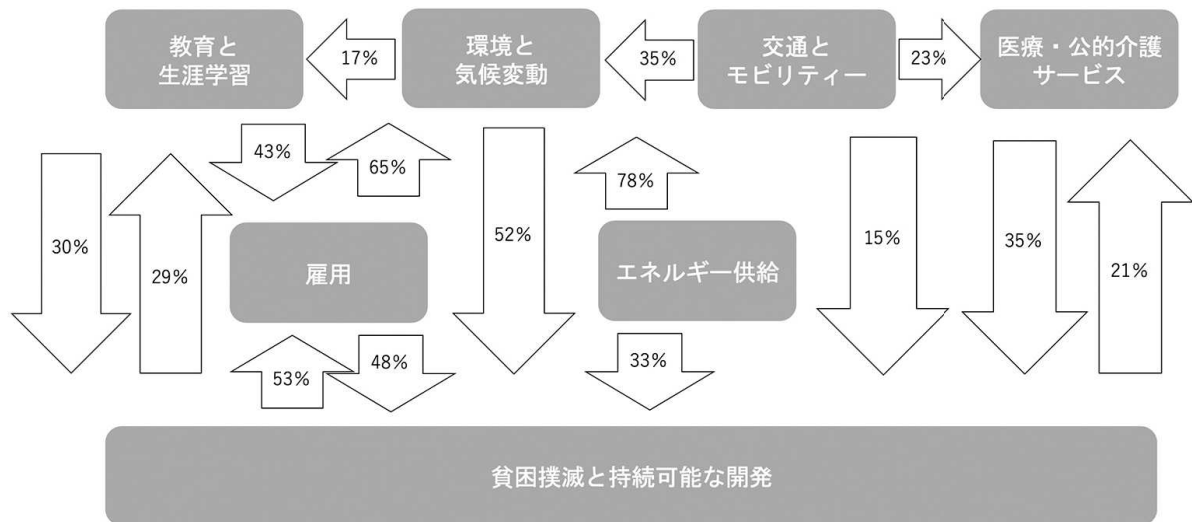 教育と
生涯学習
17%
環境と
気候変動
35%
交通と
モビリティー
23%
医療・公的介護
サービス
43%
65%
78%
30%
29%
雇用
52%
エネルギー供給
15%
35%
21%
53%
48%
33%
貧困撲滅と持続可能な開発